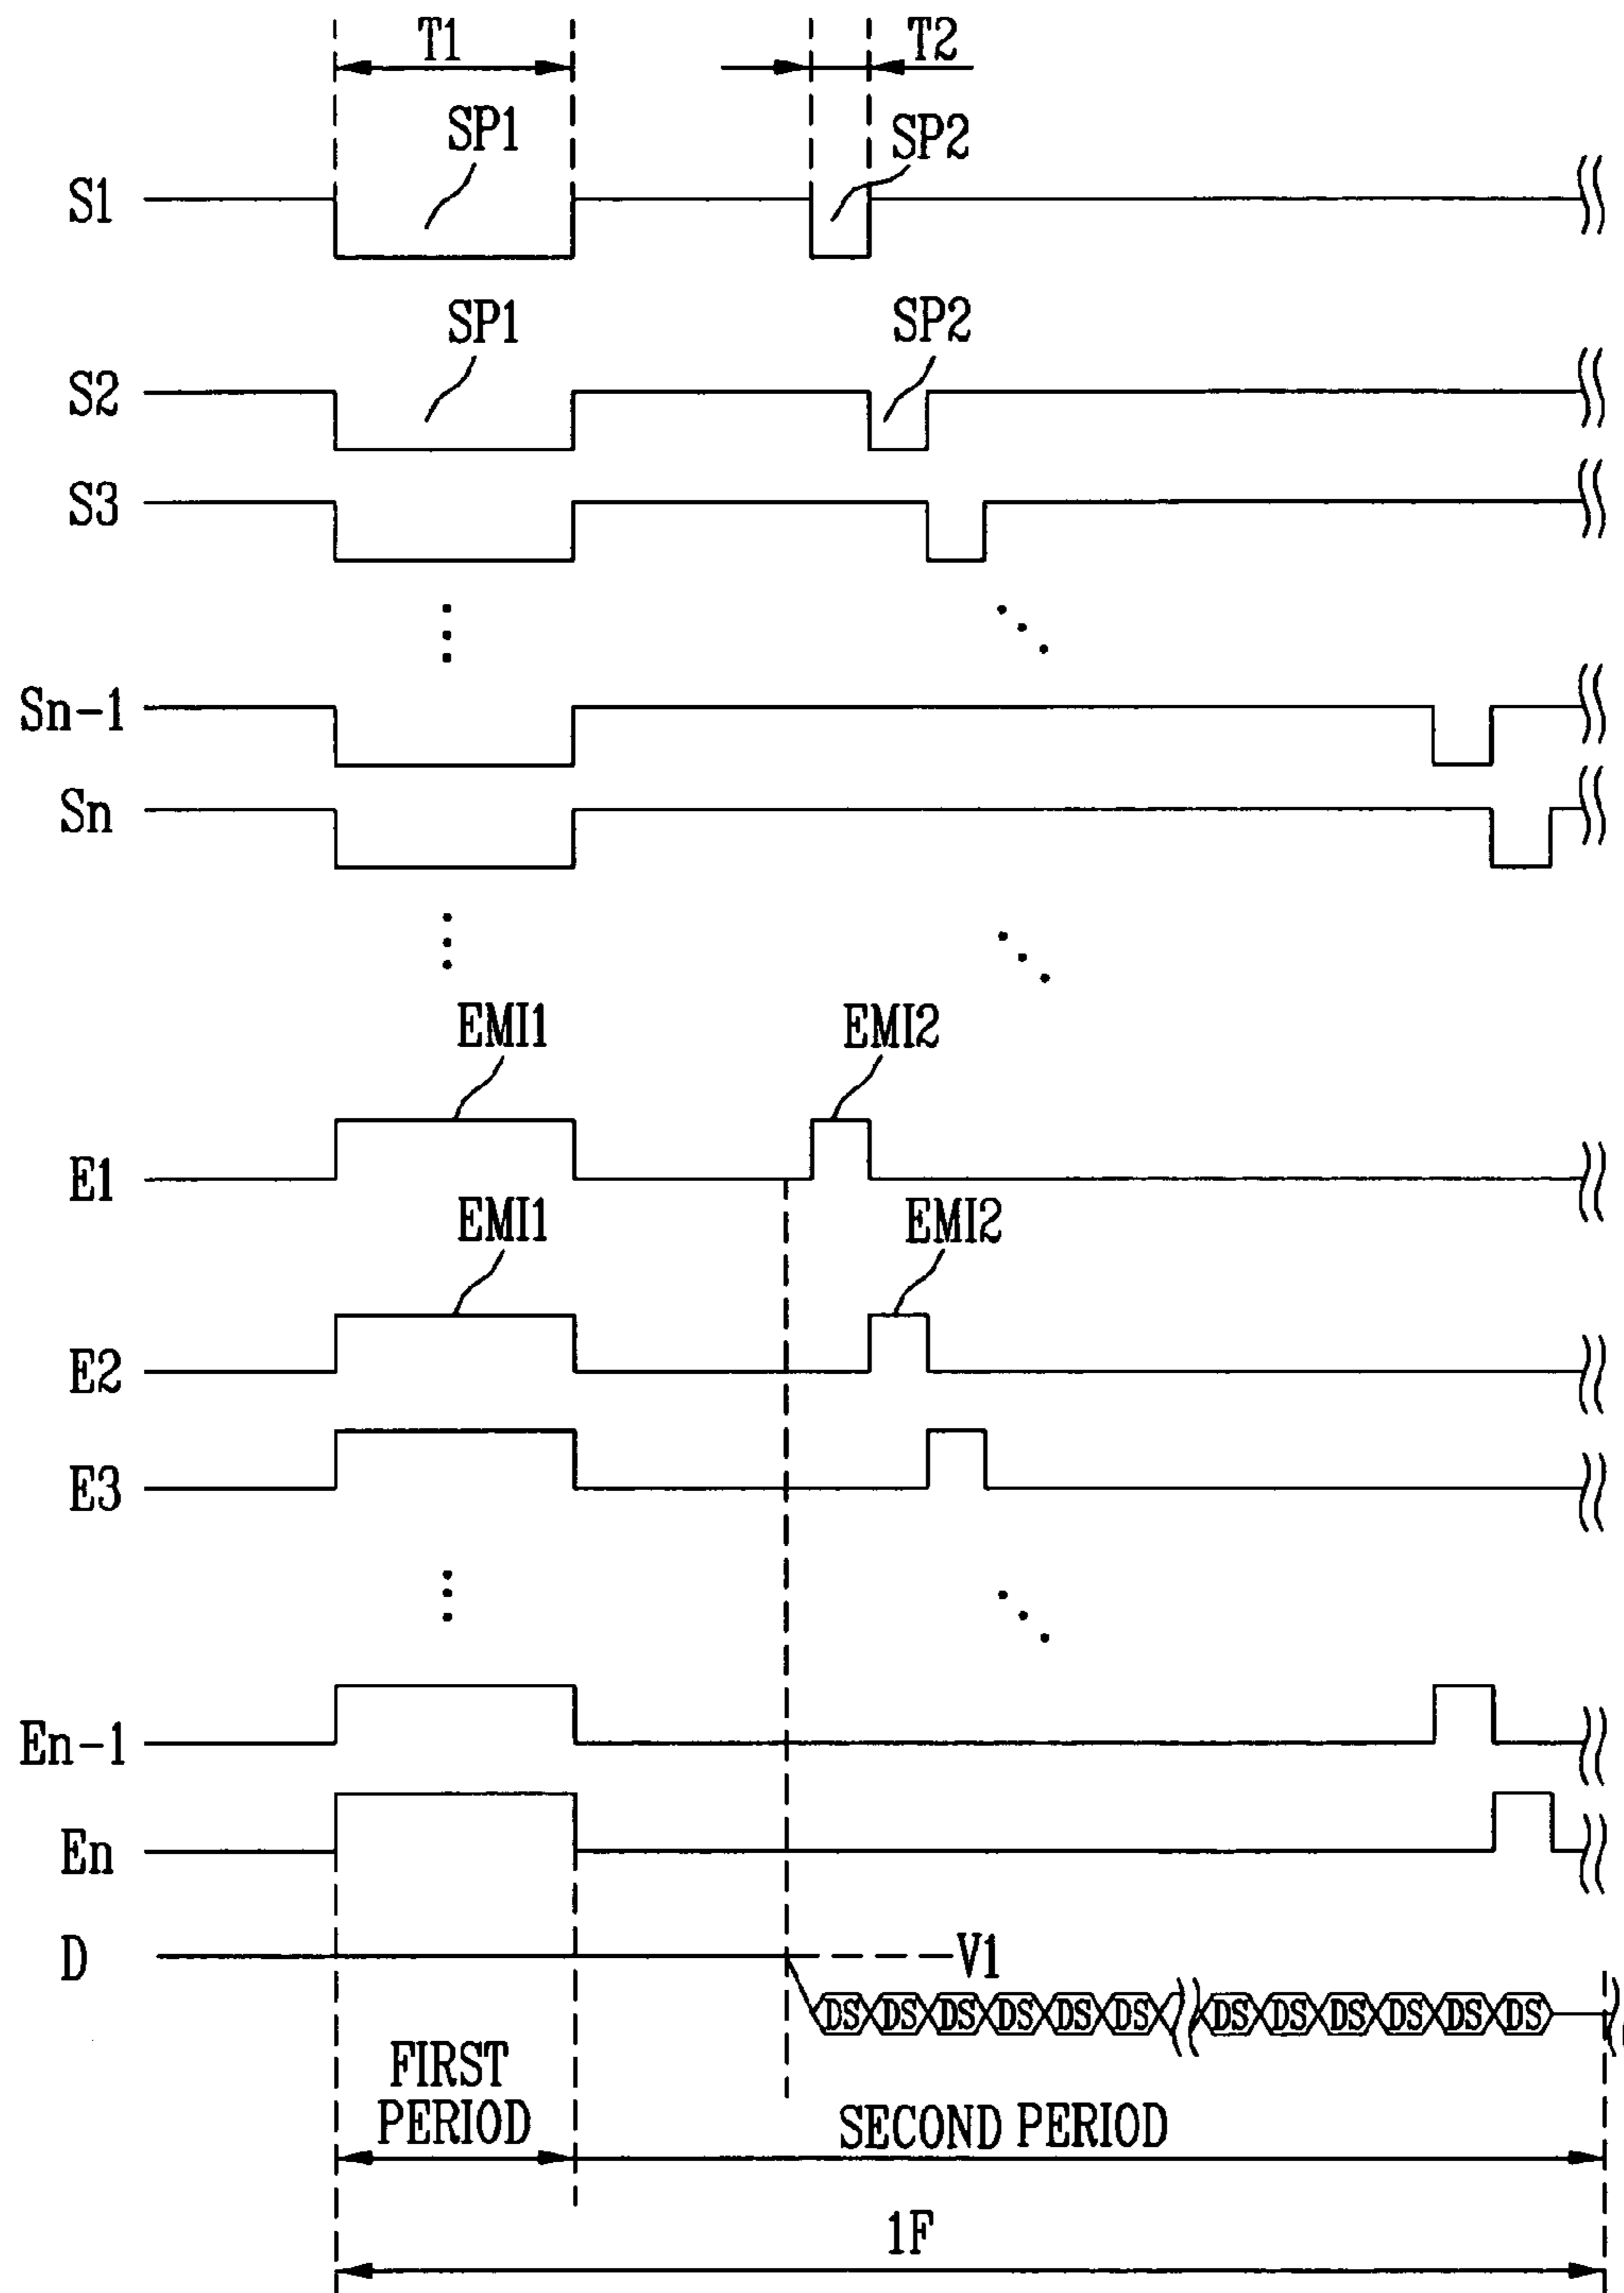 T1 T2
SP1 SP2
S1
SP1 SP2
S2
S3
Sn-1
Sn
EMI1 EMI2
E1
EMI1 EMI2
E2
E3
En-1
En
D V1
DS DS DS DS DS DS DS DS DS DS DS DS
FIRST
PERIOD
SECOND PERIOD
1F